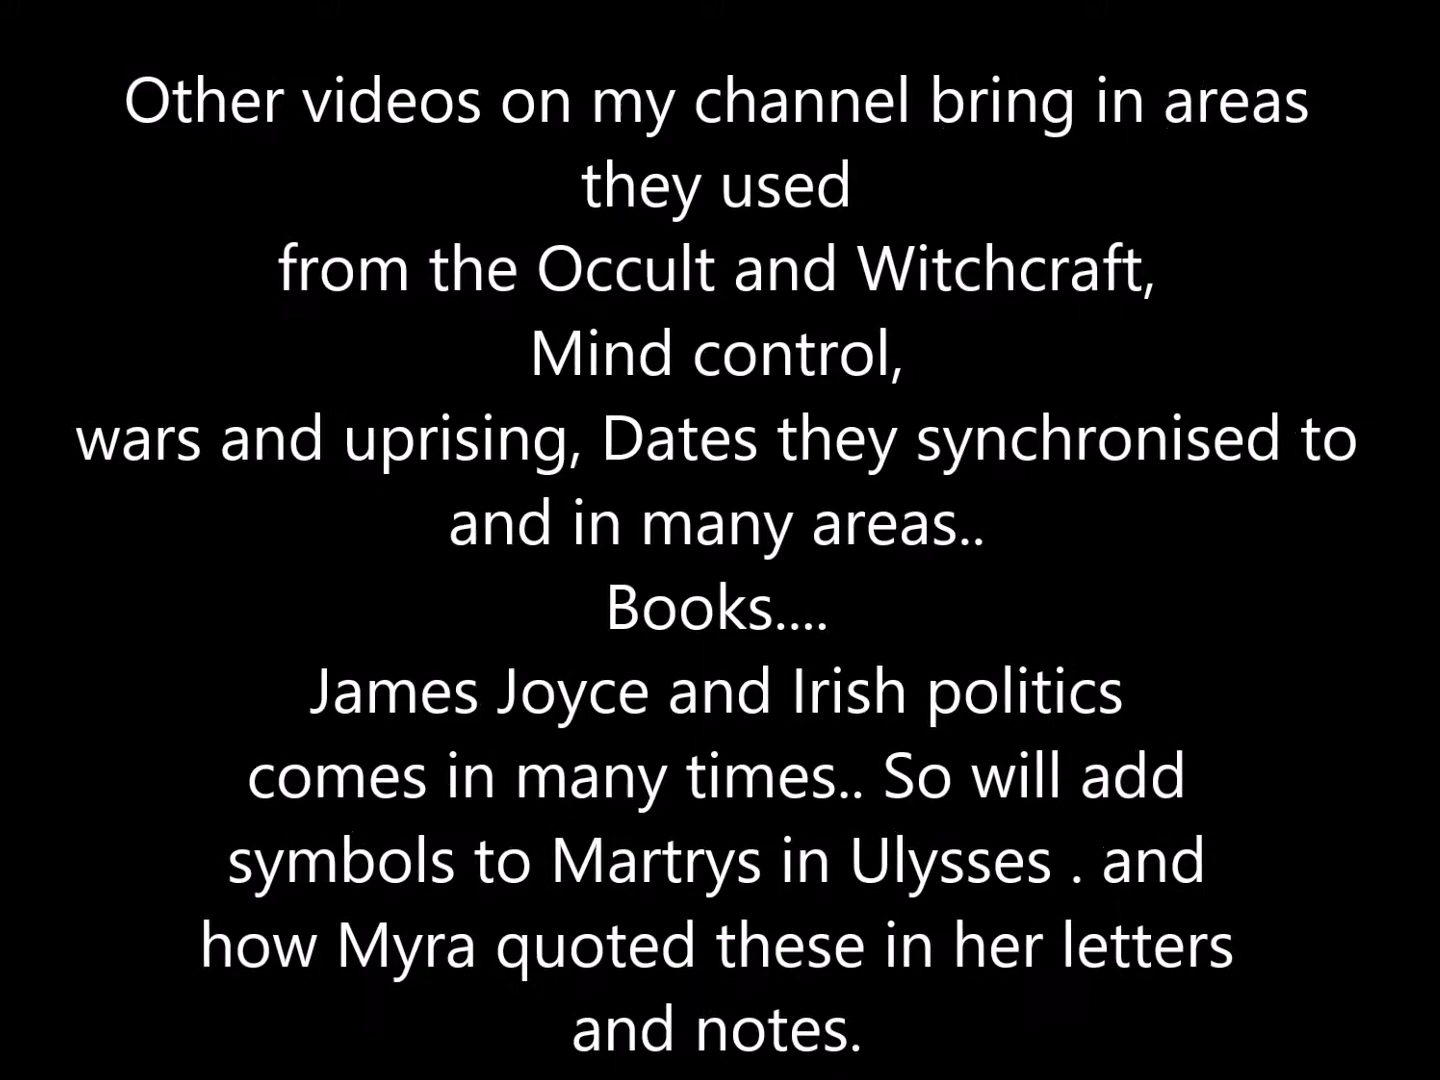 Other videos on my channel bring in areas
they used
from the Occult and Witchcraft,
Mind control,
wars and uprising, Dates they synchronised to
and in many areas..
Books....
James Joyce and Irish politics
comes in many times.. So will add
symbols to Martrys in Ulysses . and
how Myra quoted these in her letters
and notes.